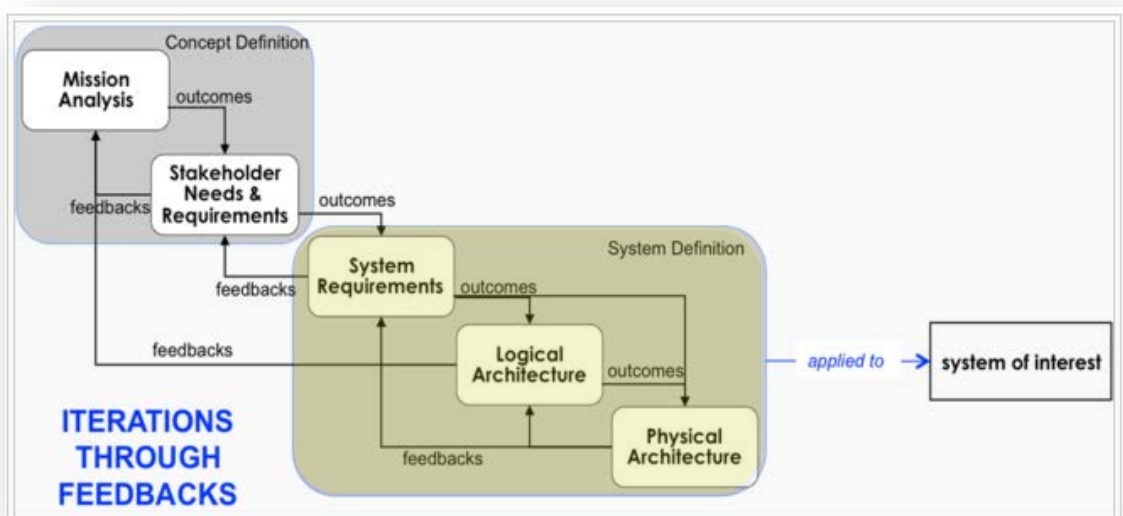 Concept Definition
Mission
Analysis
outcomes
Stakeholder
Needs &
Requirements
feedbacks
outcomes
System Definition
System
Requirements
feedbacks
outcomes
feedbacks
Logical
Architecture
outcomes
applied to
system of interest
Physical
Architecture
feedbacks
ITERATIONS
THROUGH
FEEDBACKS